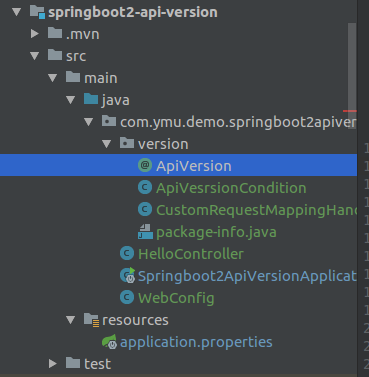 springboot2-api-version
.mvn
src
main
java
com.ymu.demo.springboot2apiver
version
ApiVersion
ApiVesrsionCondition
CustomRequestMappingHan
package-info.java
HelloController
Springboot2ApiVersionApplicat
WebConfig
resources
application.properties
test